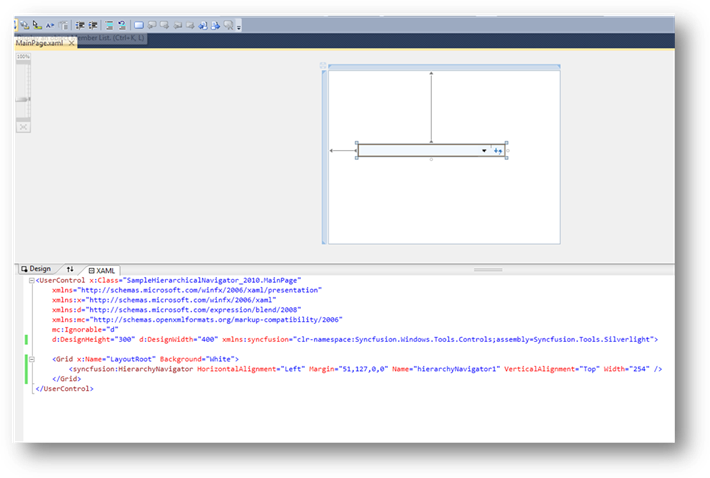 Member List. (Ctrl+K, L)
MainPage.xaml
100%
Design
XAML
<UserControl x:Class="SampleHierarchicalNavigator_2010.MainPage"
xmlns="http://schemas.microsoft.com/winfx/2006/xaml/presentation"
xmlns:x="http://schemas.microsoft.com/winfx/2006/xaml"
xmlns:d="http://schemas.microsoft.com/expression/blend/2008"
xmlns:mc="http://schemas.openxmlformats.org/markup-compatibility/2006"
mc:Ignorable="d"
d:DesignHeight="300" d:DesignWidth="400" xmlns:syncfusion="clr-namespace:Syncfusion.Windows.Tools.Controls;assembly=Syncfusion.Tools.Silverlight">
<Grid x:Name="LayoutRoot" Background="White">
<syncfusion:HierarchyNavigator HorizontalAlignment="Left" Margin="51,127,0,0" Name="hierarchyNavigator1" VerticalAlignment="Top" Width="254" />
</Grid>
</UserControl>